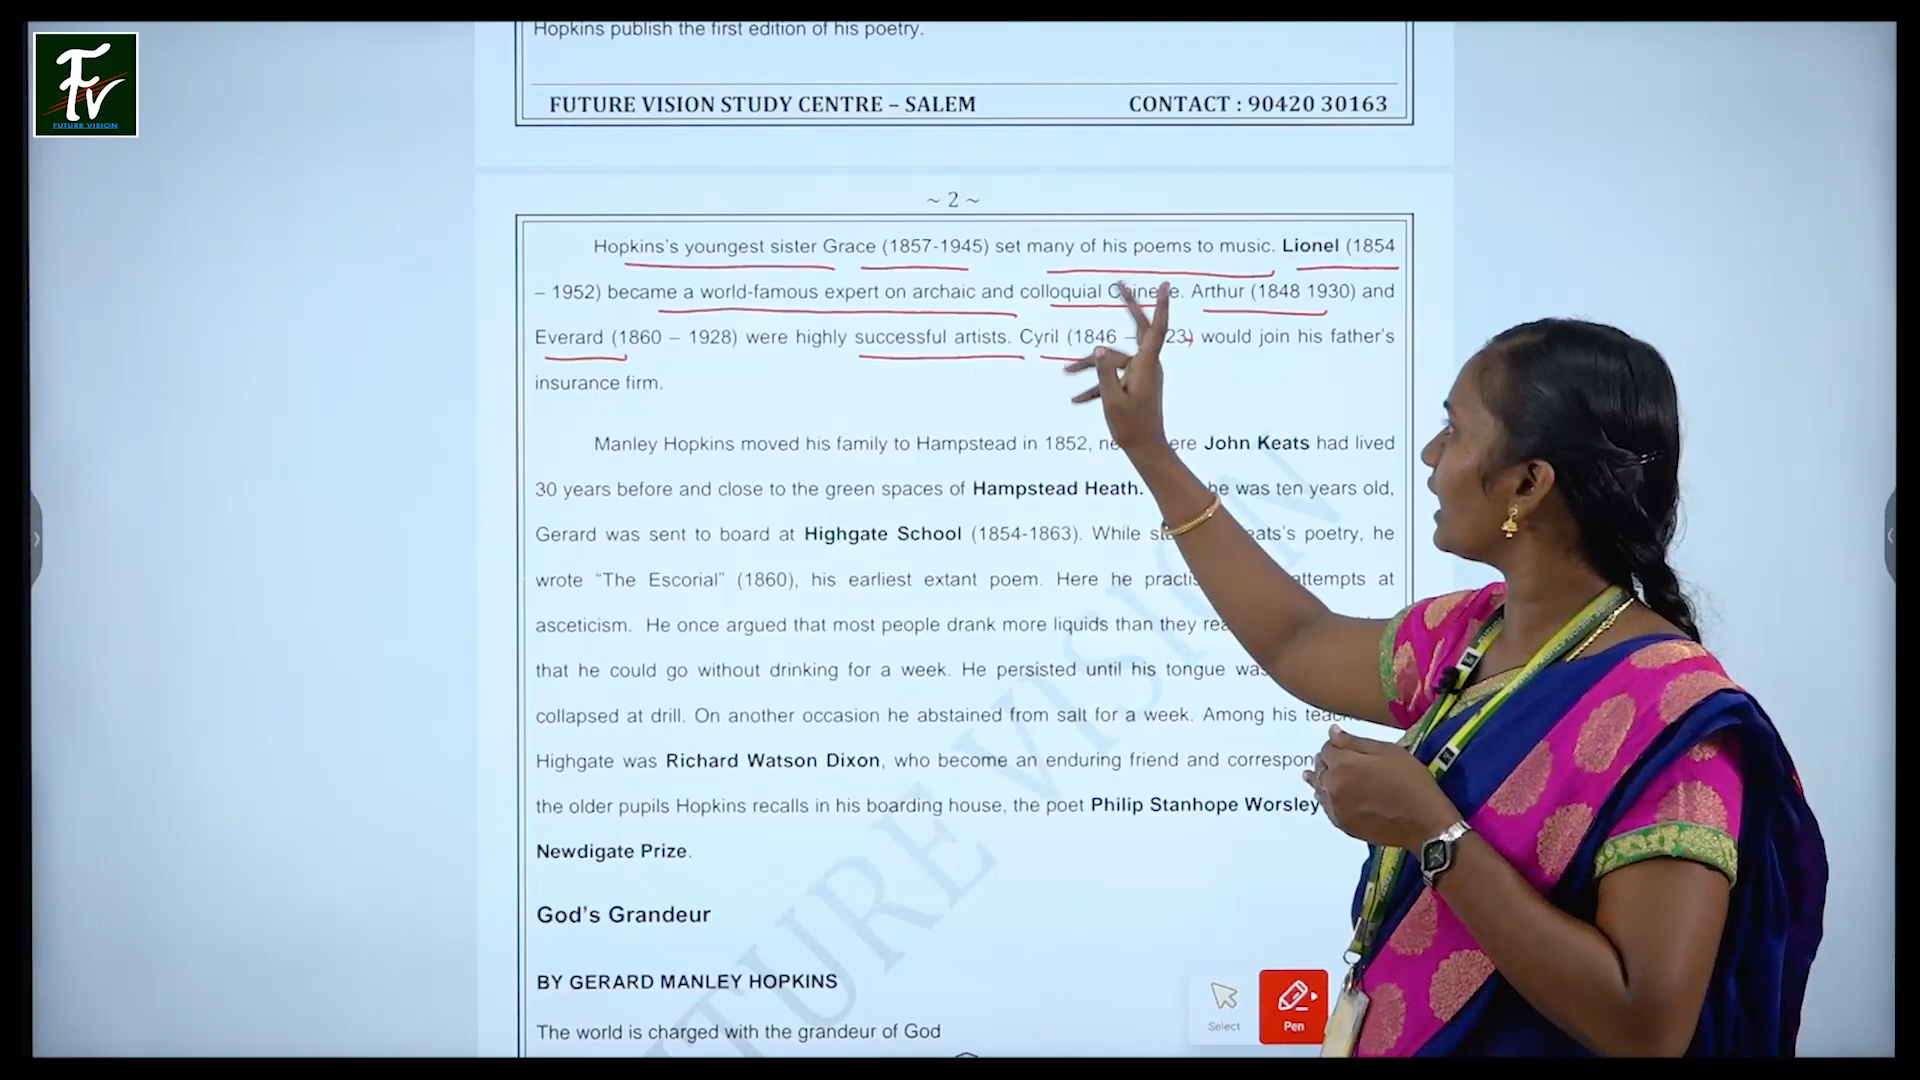 FV
FUTURE VISION
Hopkins publish the first edition of his poetry.
FUTURE VISION STUDY CENTRE – SALEM CONTACT : 90420 30163
~ 2 ~
Hopkins's youngest sister Grace (1857-1945) set many of his poems to music. Lionel (1854
– 1952) became a world-famous expert on archaic and colloquial Chinese. Arthur (1848 1930) and
Everard (1860 – 1928) were highly successful artists. Cyril (1846 – 23) would join his father's
insurance firm.
Manley Hopkins moved his family to Hampstead in 1852, John Keats had lived
30 years before and close to the green spaces of Hampstead Heath. he was ten years old,
Gerard was sent to board at Highgate School (1854-1863). While poetry, he
wrote “The Escorial” (1860), his earliest extant poem. Here he attempts at
asceticism. He once argued that most people drank more liquids than they
that he could go without drinking for a week. He persisted until his tongue was
collapsed at drill. On another occasion he abstained from salt for a week. Among his
Highgate was Richard Watson Dixon, who become an enduring friend and
the older pupils Hopkins recalls in his boarding house, the poet Philip Stanhope Worsley
Newdigate Prize.
God's Grandeur
BY GERARD MANLEY HOPKINS
The world is charged with the grandeur of God
FUTURE VISION
Select
Pen